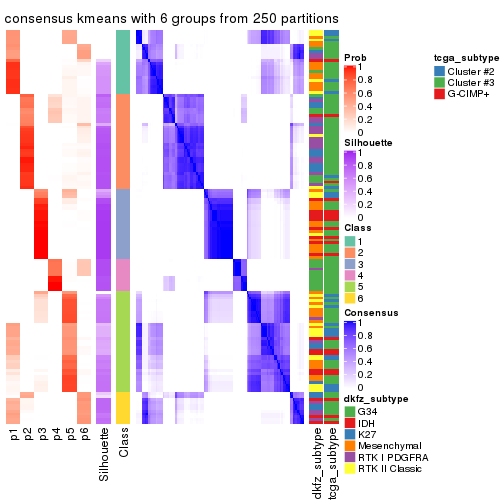 consensus kmeans with 6 groups from 250 partitions
Prob
1
0.8
0.6
0.4
0.2
0
Silhouette
1
0.8
0.6
0.4
0.2
0
Class
1
2
3
4
5
6
Consensus
1
0.8
0.6
0.4
0.2
0
dkfz_subtype
G34
IDH
K27
Mesenchymal
RTK I PDGFRA
RTK II Classic
tcga_subtype
Cluster #2
Cluster #3
G-CIMP+
p1
p2
p3
p4
p5
p6
Silhouette
Class
dkfz_subtype
tcga_subtype